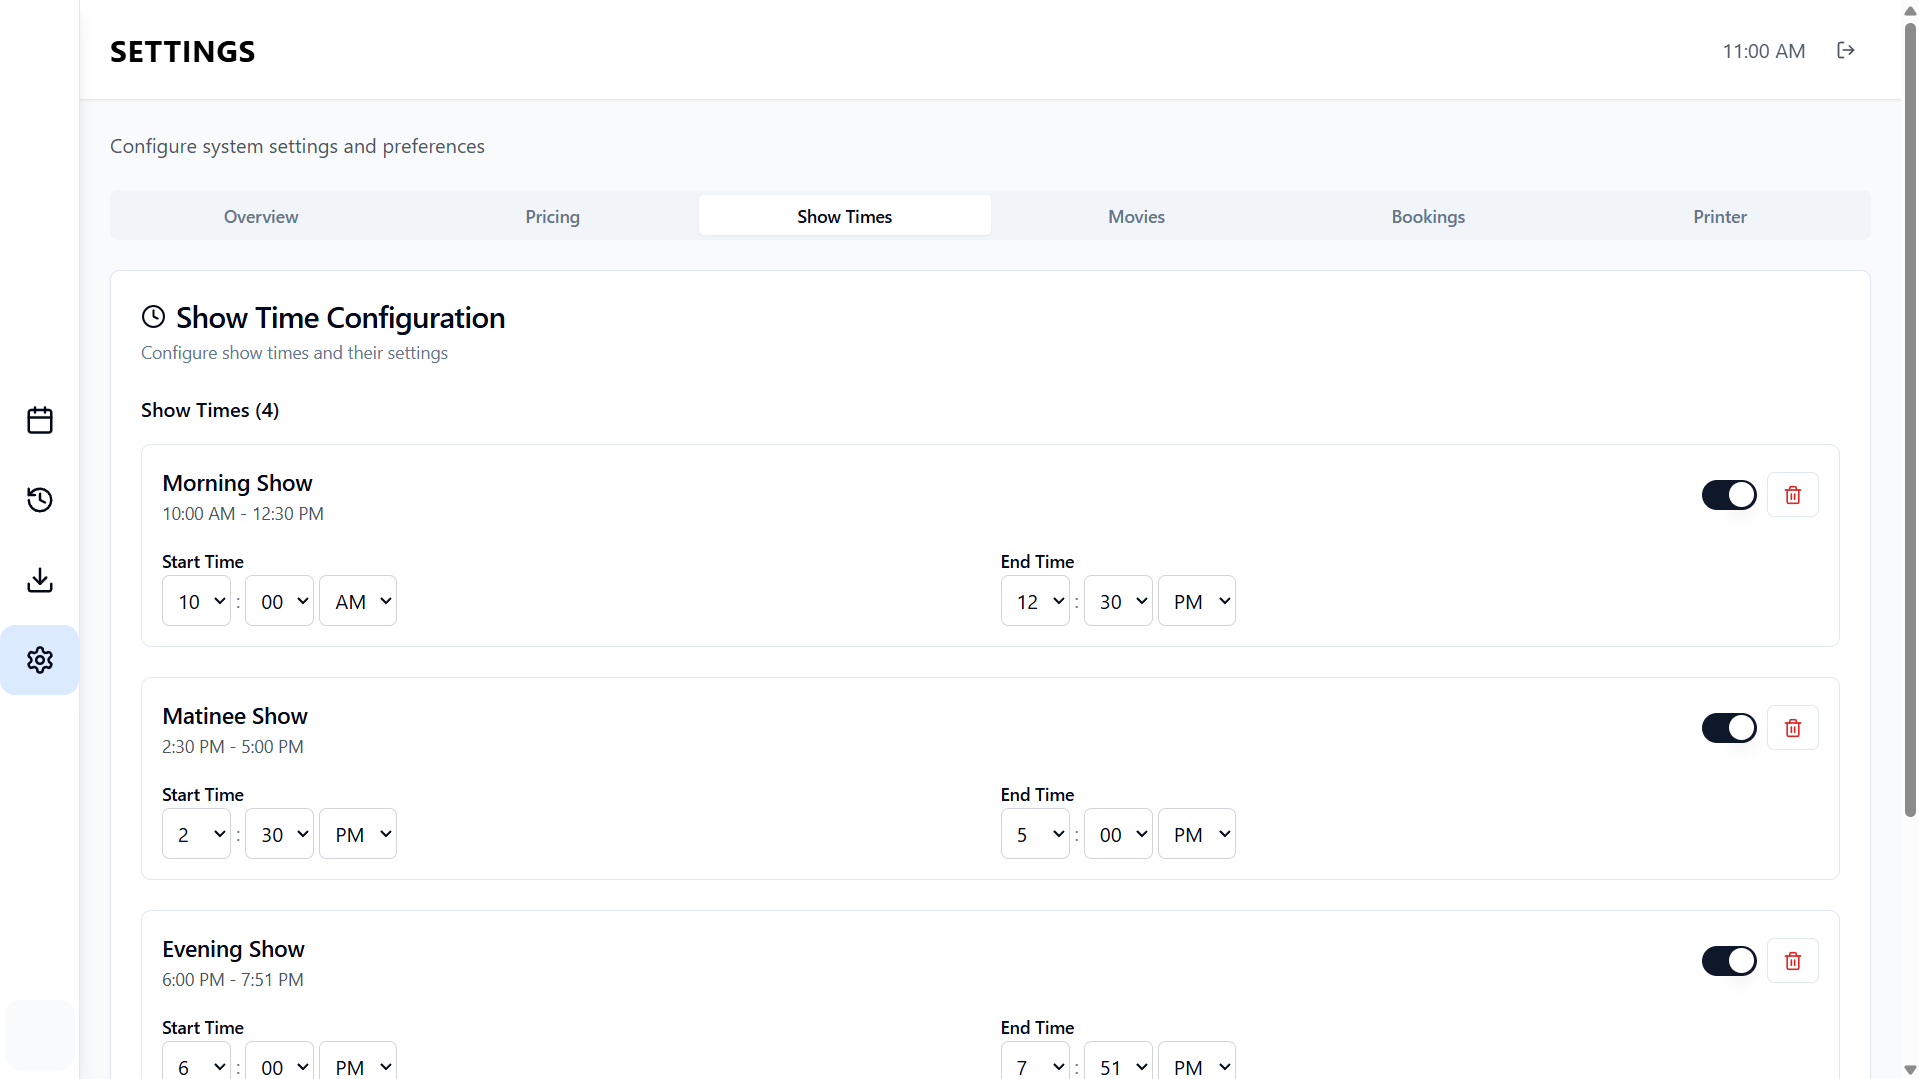 SETTINGS
11:00 AM
Configure system settings and preferences
Overview Pricing Show Times Movies Bookings Printer
Show Time Configuration
Configure show times and their settings
Show Times (4)
Morning Show
10:00 AM - 12:30 PM
Start Time End Time
10 : 00 AM 12 : 30 PM
Matinee Show
2:30 PM - 5:00 PM
Start Time End Time
2 : 30 PM 5 : 00 PM
Evening Show
6:00 PM - 7:51 PM
Start Time End Time
6 : 00 PM 7 : 51 PM